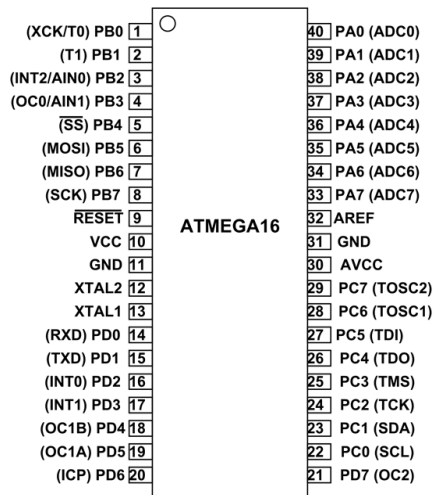 (XCK/T0) PB0 1
(T1) PB1 2
(INT2/AIN0) PB2 3
(OC0/AIN1) PB3 4
(SS) PB4 5
(MOSI) PB5 6
(MISO) PB6 7
(SCK) PB7 8
RESET 9
VCC 10
GND 11
XTAL2 12
XTAL1 13
(RXD) PD0 14
(TXD) PD1 15
(INT0) PD2 16
(INT1) PD3 17
(OC1B) PD4 18
(OC1A) PD5 19
(ICP) PD6 20
ATMEGA16
40 PA0 (ADC0)
39 PA1 (ADC1)
38 PA2 (ADC2)
37 PA3 (ADC3)
36 PA4 (ADC4)
35 PA5 (ADC5)
34 PA6 (ADC6)
33 PA7 (ADC7)
32 AREF
31 GND
30 AVCC
29 PC7 (TOSC2)
28 PC6 (TOSC1)
27 PC5 (TDI)
26 PC4 (TDO)
25 PC3 (TMS)
24 PC2 (TCK)
23 PC1 (SDA)
22 PC0 (SCL)
21 PD7 (OC2)